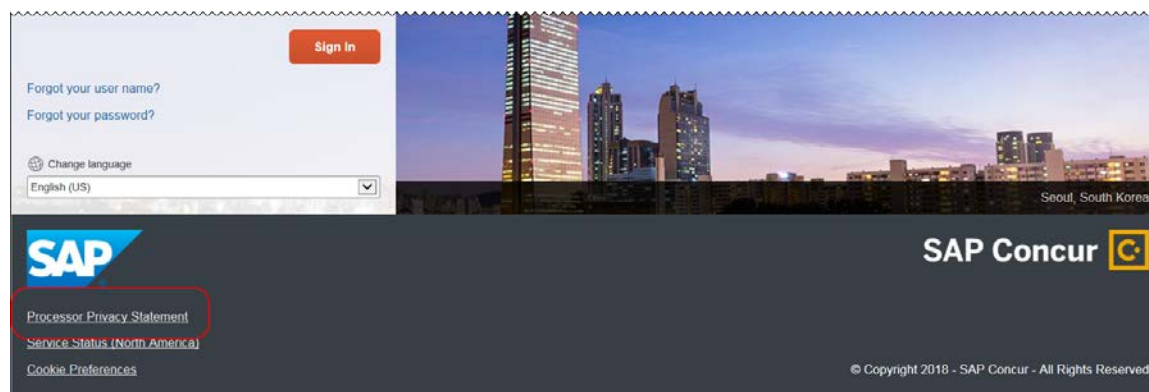 Sign In
Forgot your user name?
Forgot your password?
Change language
English (US)
Seoul, South Korea
SAP
SAP Concur C.
Processor Privacy Statement
Service Status (North America)
Cookie Preferences
© Copyright 2018 - SAP Concur - All Rights Reserved